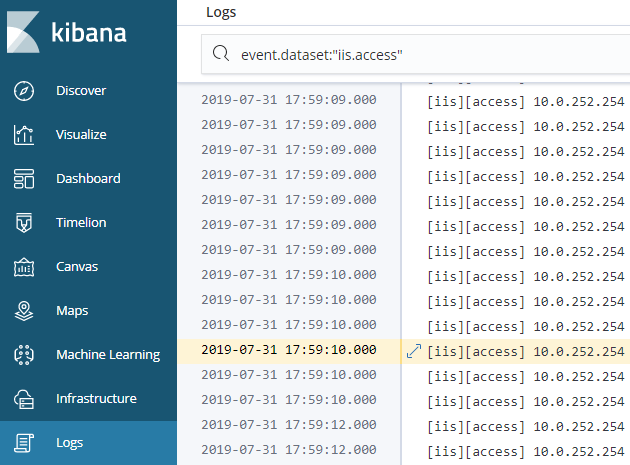 kibana
Discover
Visualize
Dashboard
Timelion
Canvas
Maps
Machine Learning
Infrastructure
Logs
Logs
event.dataset:"iis.access"
2019-07-31 17:59:09.000 [iis][access] 10.0.252.254
2019-07-31 17:59:09.000 [iis][access] 10.0.252.254
2019-07-31 17:59:09.000 [iis][access] 10.0.252.254
2019-07-31 17:59:09.000 [iis][access] 10.0.252.254
2019-07-31 17:59:09.000 [iis][access] 10.0.252.254
2019-07-31 17:59:09.000 [iis][access] 10.0.252.254
2019-07-31 17:59:09.000 [iis][access] 10.0.252.254
2019-07-31 17:59:10.000 [iis][access] 10.0.252.254
2019-07-31 17:59:10.000 [iis][access] 10.0.252.254
2019-07-31 17:59:10.000 [iis][access] 10.0.252.254
2019-07-31 17:59:10.000 [iis][access] 10.0.252.254
2019-07-31 17:59:10.000 [iis][access] 10.0.252.254
2019-07-31 17:59:10.000 [iis][access] 10.0.252.254
2019-07-31 17:59:12.000 [iis][access] 10.0.252.254
2019-07-31 17:59:12.000 [iis][access] 10.0.252.254